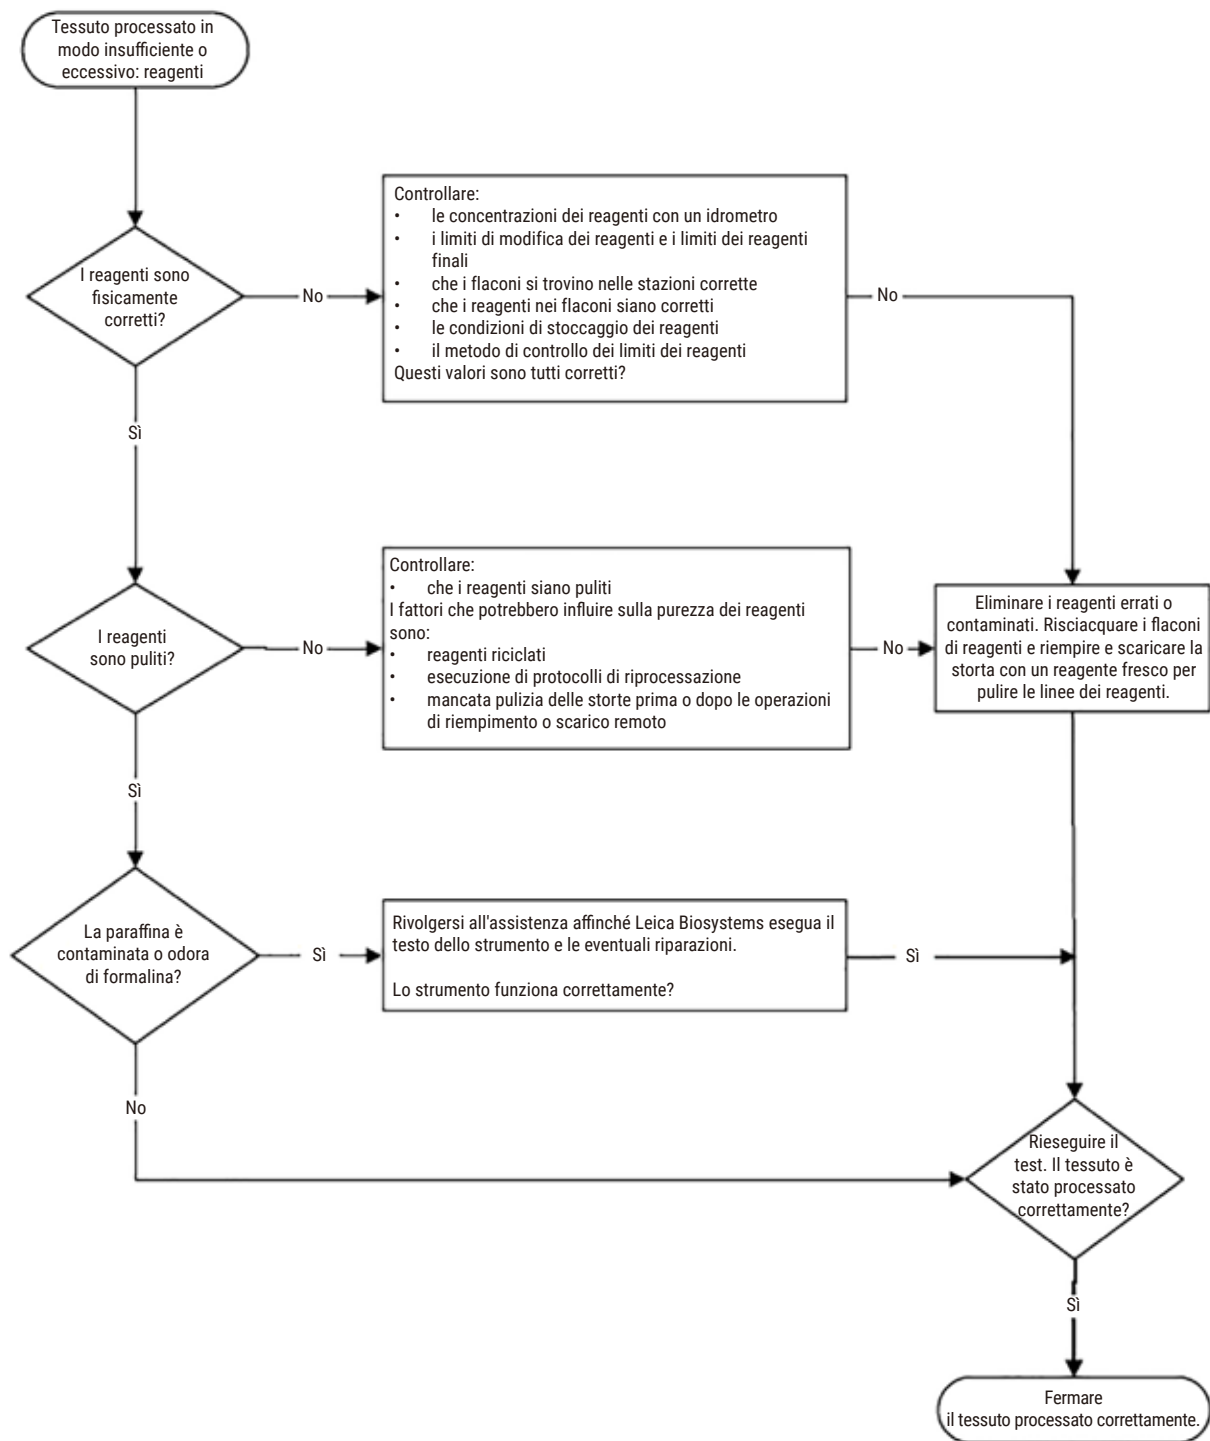 Tessuto processato in
modo insufficiente o
eccessivo: reagenti
I reagenti sono
fisicamente
corretti?
No
Controllare:
• le concentrazioni dei reagenti con un idrometro
• i limiti di modifica dei reagenti e i limiti dei reagenti
finali
• che i flaconi si trovino nelle stazioni corrette
• che i reagenti nei flaconi siano corretti
• le condizioni di stoccaggio dei reagenti
• il metodo di controllo dei limiti dei reagenti
Questi valori sono tutti corretti?
No
Sì
I reagenti
sono puliti?
No
Controllare:
• che i reagenti siano puliti
I fattori che potrebbero influire sulla purezza dei reagenti
sono:
• reagenti riciclati
• esecuzione di protocolli di riprocessazione
• mancata pulizia delle storte prima o dopo le operazioni
di riempimento o scarico remoto
No
Eliminare i reagenti errati o
contaminati. Risciacquare i flaconi
di reagenti e riempire e scaricare la
storta con un reagente fresco per
pulire le linee dei reagenti.
Sì
La paraffina è
contaminata o odora
di formalina?
Sì
Rivolgersi all'assistenza affinché Leica Biosystems esegua il
testo dello strumento e le eventuali riparazioni.
Lo strumento funziona correttamente?
Sì
No
Rieseguire il
test. Il tessuto è
stato processato
correttamente?
Sì
Fermare
il tessuto processato correttamente.